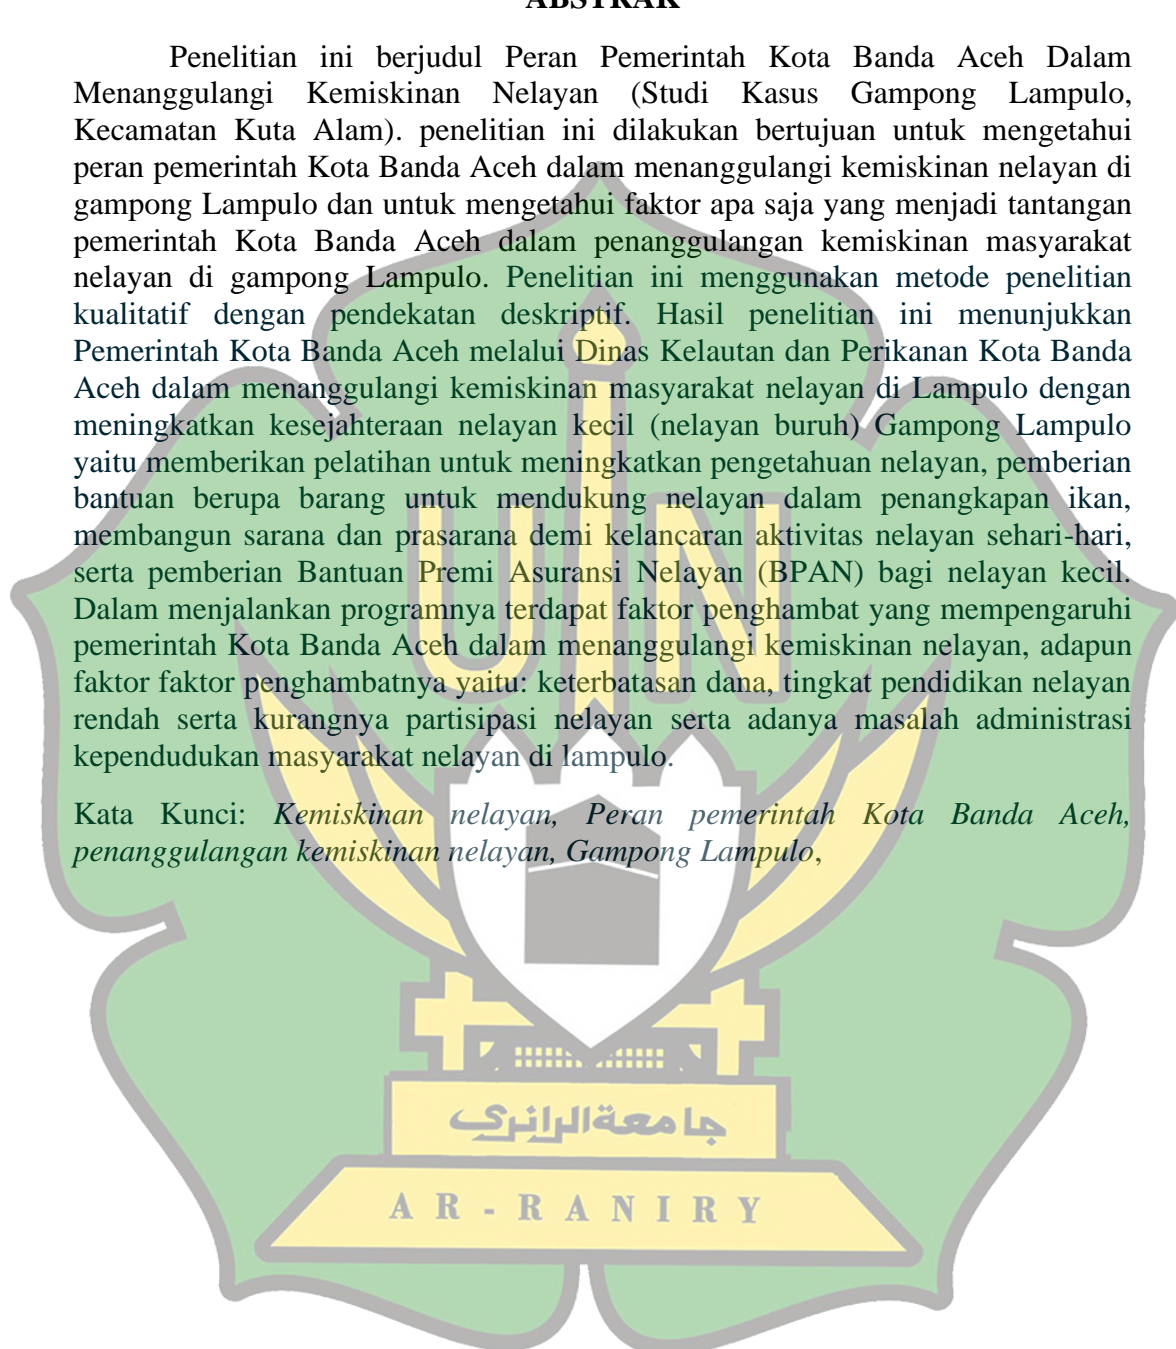 ABSTRAK
Penelitian ini berjudul Peran Pemerintah Kota Banda Aceh Dalam
Menanggulangi Kemiskinan Nelayan (Studi Kasus Gampong Lampulo,
Kecamatan Kuta Alam). penelitian ini dilakukan bertujuan untuk mengetahui
peran pemerintah Kota Banda Aceh dalam menanggulangi kemiskinan nelayan di
gampong Lampulo dan untuk mengetahui faktor apa saja yang menjadi tantangan
pemerintah Kota Banda Aceh dalam penanggulangan kemiskinan masyarakat
nelayan di gampong Lampulo. Penelitian ini menggunakan metode penelitian
kualitatif dengan pendekatan deskriptif. Hasil penelitian ini menunjukkan
Pemerintah Kota Banda Aceh melalui Dinas Kelautan dan Perikanan Kota Banda
Aceh dalam menanggulangi kemiskinan masyarakat nelayan di Lampulo dengan
meningkatkan kesejahteraan nelayan kecil (nelayan buruh) Gampong Lampulo
yaitu memberikan pelatihan untuk meningkatkan pengetahuan nelayan, pemberian
bantuan berupa barang untuk mendukung nelayan dalam penangkapan ikan,
membangun sarana dan prasarana demi kelancaran aktivitas nelayan sehari-hari,
serta pemberian Bantuan Premi Asuransi Nelayan (BPAN) bagi nelayan kecil.
Dalam menjalankan programnya terdapat faktor penghambat yang mempengaruhi
pemerintah Kota Banda Aceh dalam menanggulangi kemiskinan nelayan, adapun
faktor faktor penghambatnya yaitu: keterbatasan dana, tingkat pendidikan nelayan
rendah serta kurangnya partisipasi nelayan serta adanya masalah administrasi
kependudukan masyarakat nelayan di lampulo.
Kata Kunci: Kemiskinan nelayan, Peran pemerintah Kota Banda Aceh,
penanggulangan kemiskinan nelayan, Gampong Lampulo,
UIN
جامعة الرانري
AR-RANIRY